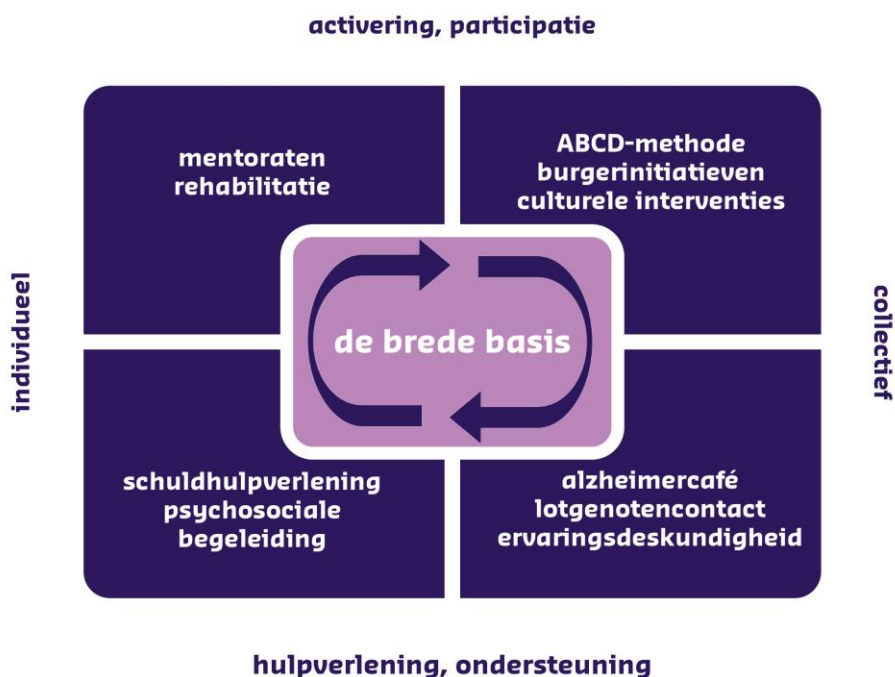 activering, participatie
mentoraten
rehabilitatie
ABCD-methode
burgerinitiatieven
culturele interventies
individueel
de brede basis
collectief
schuldhulpverlening
psychosociale
begeleiding
alzheimercafé
lotgenotencontact
ervaringsdeskundigheid
hulpverlening, ondersteuning